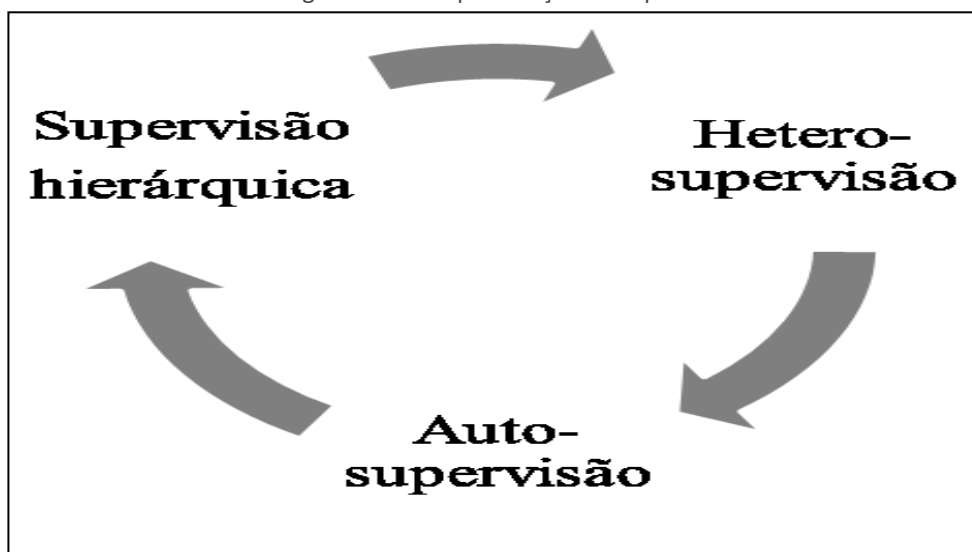 Supervisão
hierárquica
Hetero-
supervisão
Auto-
supervisão